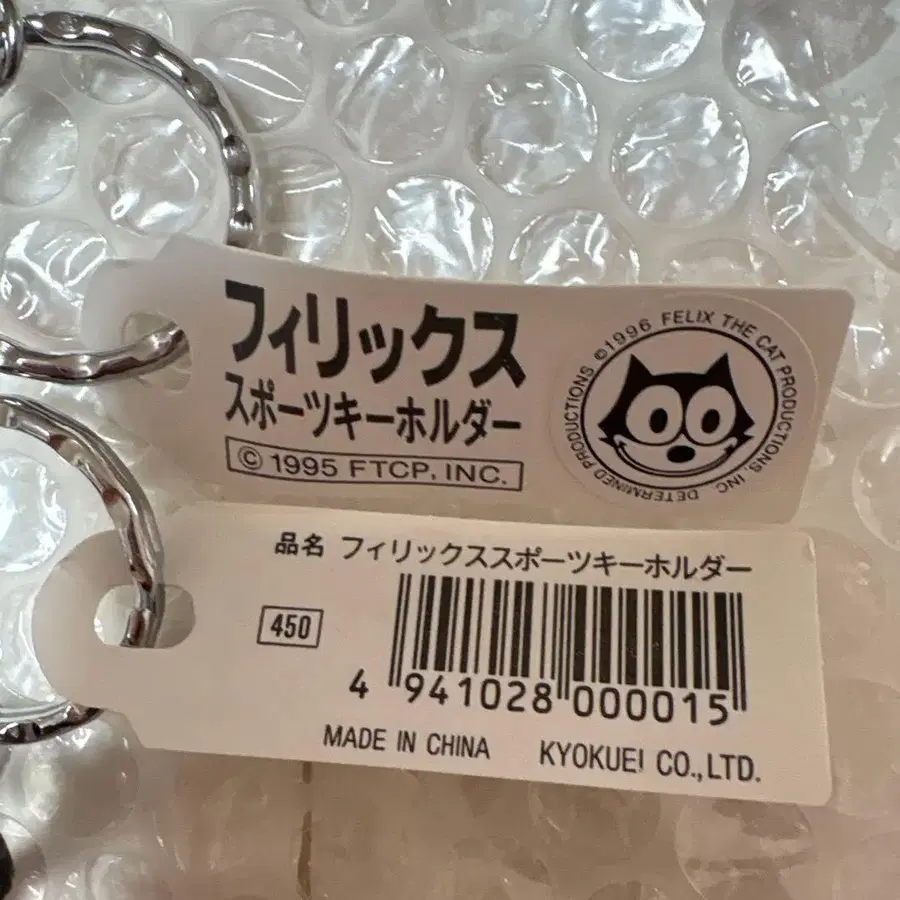 フィリックス
スポーツキーホルダー
© 1995 FTCP, INC.
DETERMINED PRODUCTIONS ©1996 FELIX THE CAT PRODUCTIONS, INC.
品名 フィリックススポーツキーホルダー
450
4 941028 000015
MADE IN CHINA KYOKUEI CO.,LTD.